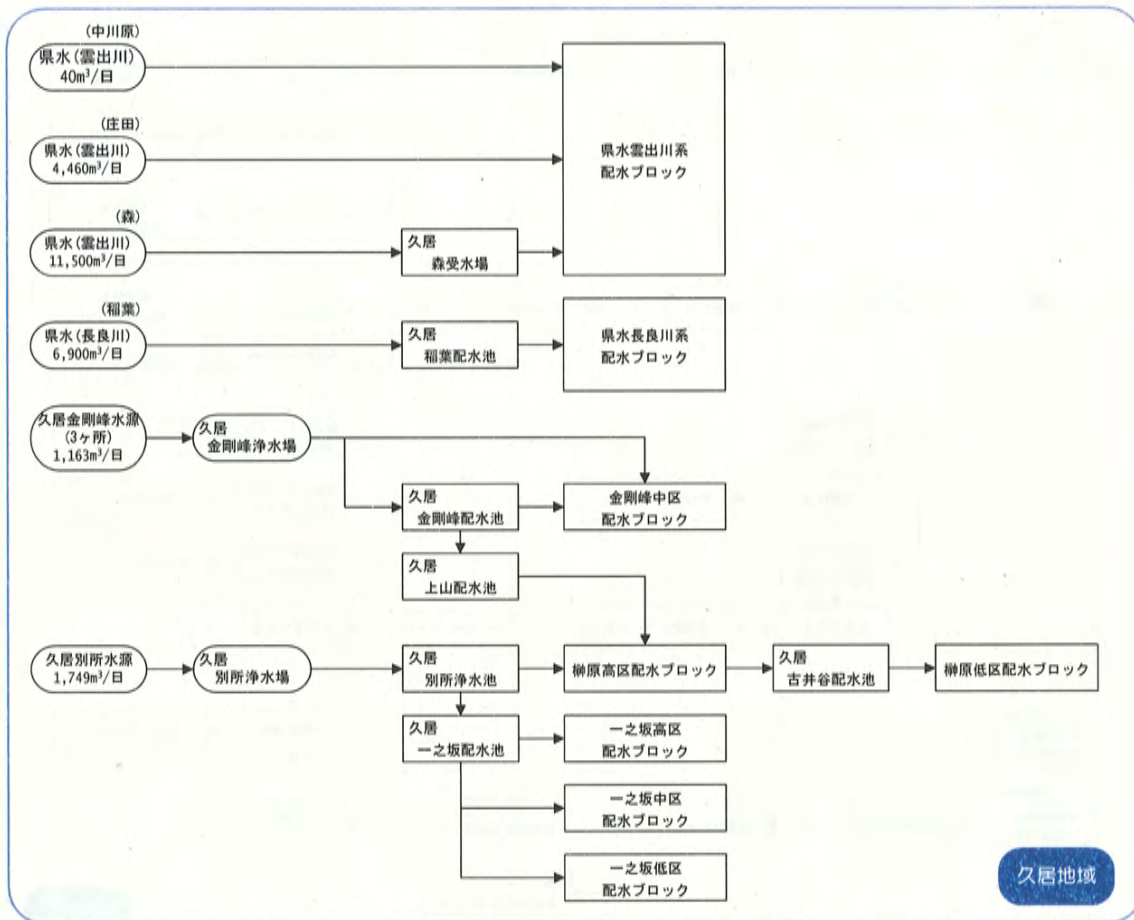 (中川原)
県水(雲出川)
40m³/日
(庄田)
県水(雲出川)
4,460m³/日
県水雲出川系
配水ブロック
(森)
県水(雲出川)
11,500m³/日
久居
森受水場
(稲葉)
県水(長良川)
6,900m³/日
久居
稲葉配水池
県水長良川系
配水ブロック
久居金剛峰水源
(3ヶ所)
1,163m³/日
久居
金剛峰浄水場
久居
金剛峰配水池
金剛峰中区
配水ブロック
久居
上山配水池
久居別所水源
1,749m³/日
久居
別所浄水場
久居
別所浄水池
榊原高区配水ブロック
久居
古井谷配水池
榊原低区配水ブロック
久居
一之坂配水池
一之坂高区
配水ブロック
一之坂中区
配水ブロック
一之坂低区
配水ブロック
久居地域